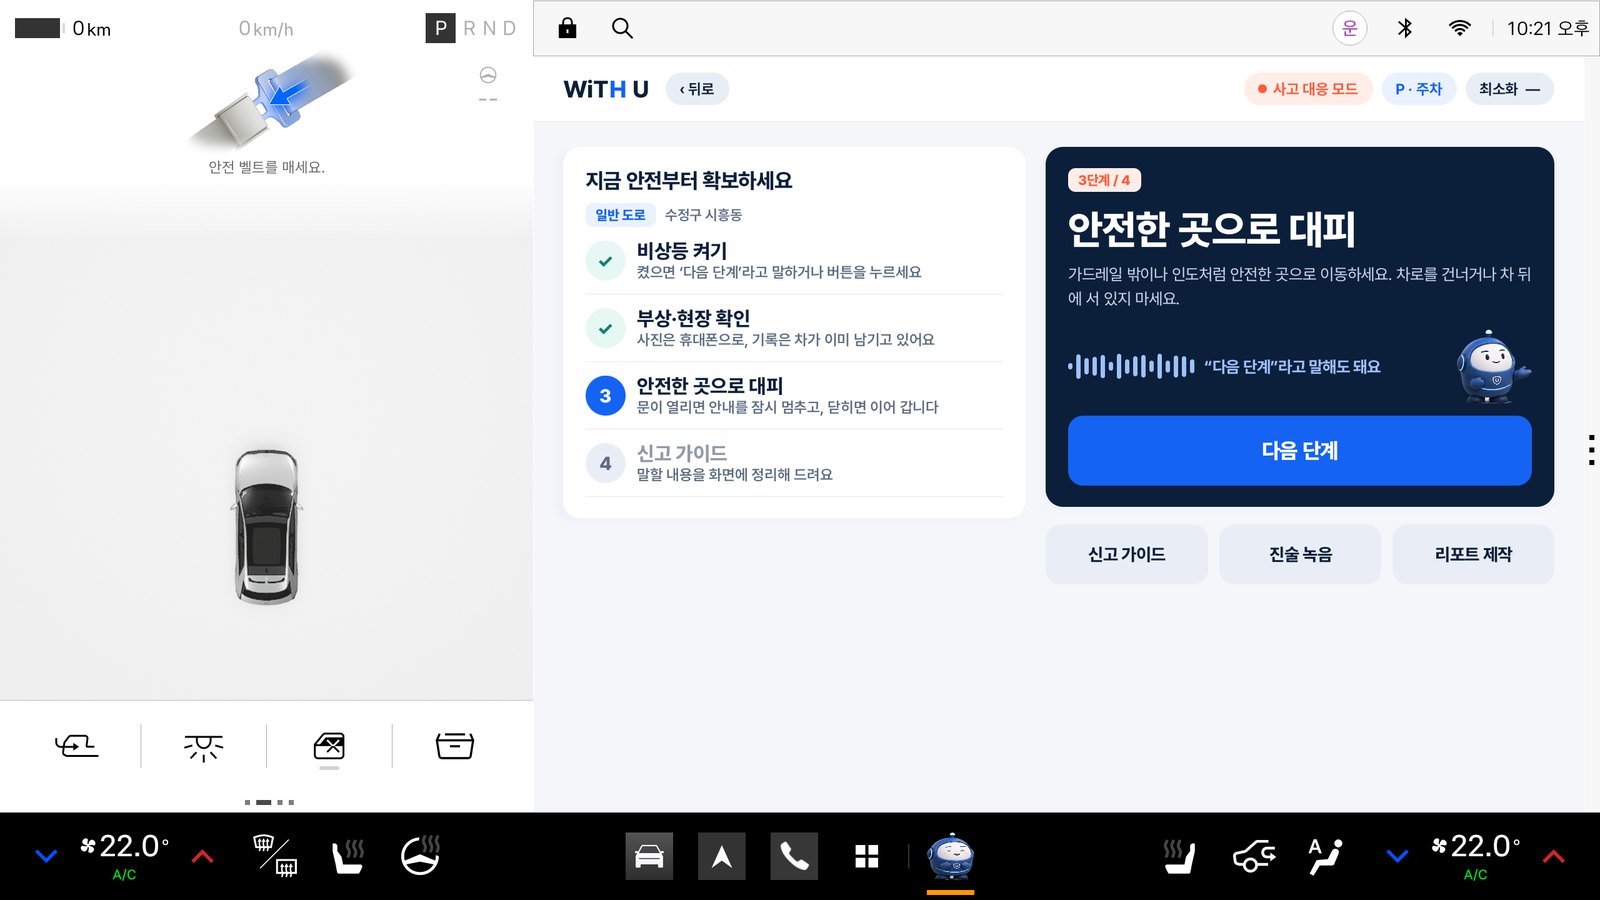 0 km
0 km/h
P R N D
안전 벨트를 매세요.
운
10:21 오후
WiTH U
‹ 뒤로
사고 대응 모드
P · 주차
최소화 —
지금 안전부터 확보하세요
일반 도로 수정구 시흥동
비상등 켜기
켰으면 ‘다음 단계’라고 말하거나 버튼을 누르세요
부상·현장 확인
사진은 휴대폰으로, 기록은 차가 이미 남기고 있어요
3
안전한 곳으로 대피
문이 열리면 안내를 잠시 멈추고, 닫히면 이어 갑니다
4
신고 가이드
말할 내용을 화면에 정리해 드려요
3단계 / 4
안전한 곳으로 대피
가드레일 밖이나 인도처럼 안전한 곳으로 이동하세요. 차로를 건너거나 차 뒤
에 서 있지 마세요.
“다음 단계”라고 말해도 돼요
다음 단계
신고 가이드
진술 녹음
리포트 제작
22.0°
A/C
A
22.0°
A/C